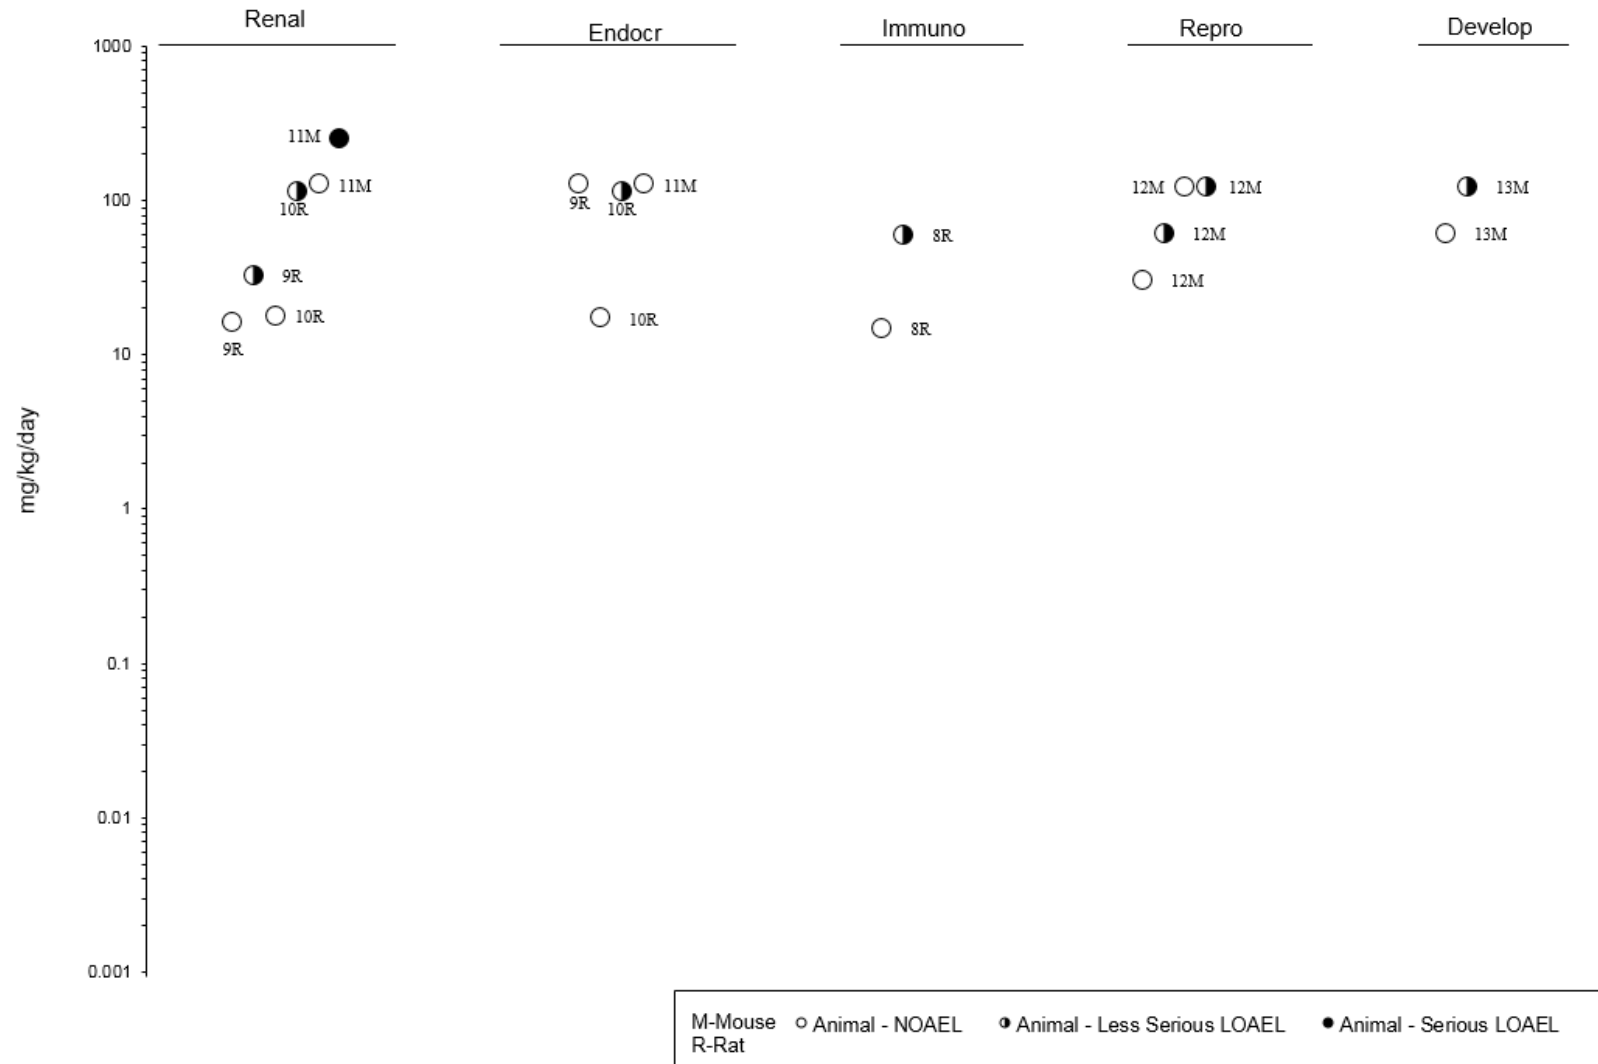 Renal
Endocr
Immuno
Repro
Develop
1000
11M
11M
10R
9R
10R
9R
9R
10R
11M
10R
8R
8R
12M
12M
12M
12M
13M
13M
100
10
1
0.1
0.01
0.001
mg/kg/day
M-Mouse
R-Rat
Animal - NOAEL
Animal - Less Serious LOAEL
Animal - Serious LOAEL